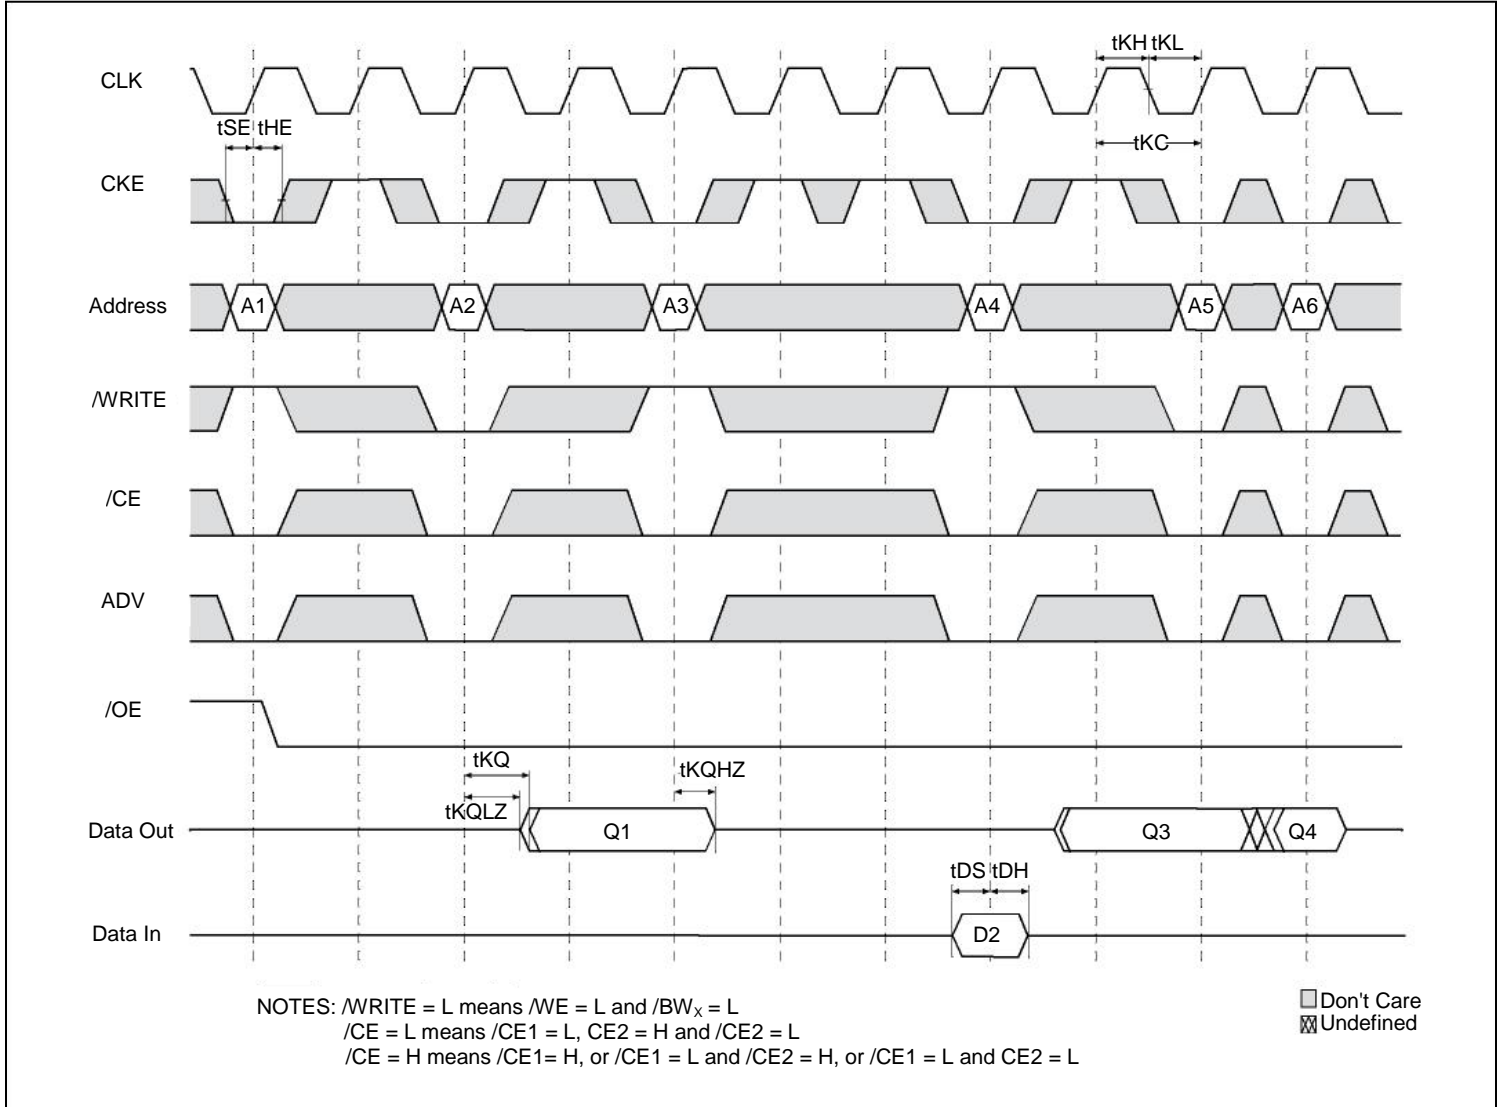 tKH tKL
CLK
tSE tHE
tKC
CKE
Address A1 A2 A3 A4 A5 A6
/WRITE
/CE
ADV
/OE
tKQ
tKQHZ
tKQLZ
Data Out Q1 Q3 Q4
tDS tDH
Data In D2
NOTES: /WRITE = L means /WE = L and /BWX = L
/CE = L means /CE1 = L, CE2 = H and /CE2 = L
/CE = H means /CE1= H, or /CE1 = L and /CE2 = H, or /CE1 = L and CE2 = L
Don't Care
Undefined